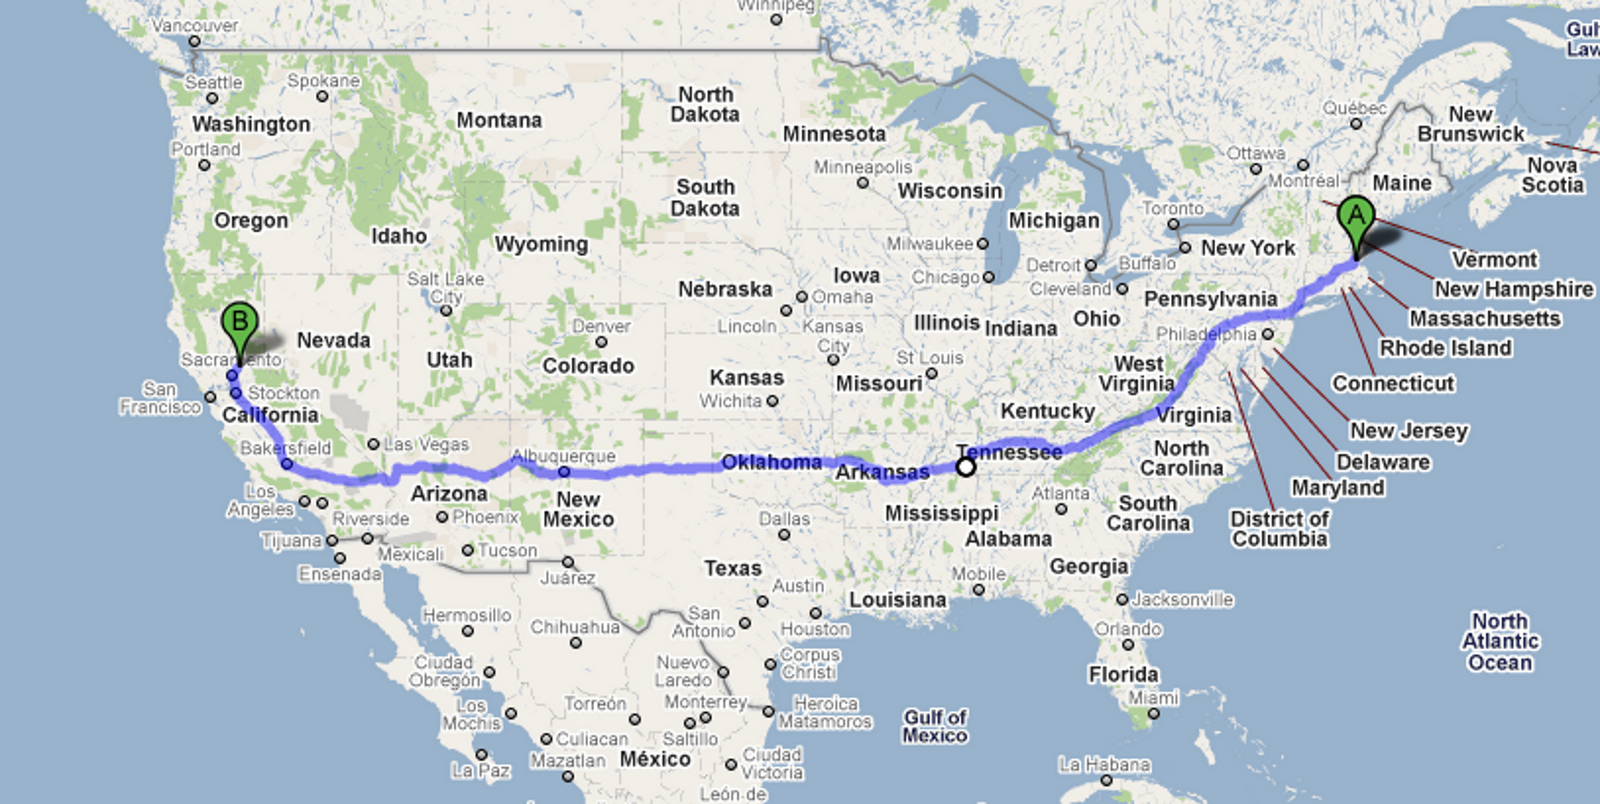 Winnipeg
Vancouver
Gulf
Law
Seattle
Spokane
North
Dakota
Montana
Washington
Minnesota
Québec
New
Brunswick
Portland
Minneapolis
Ottawa
Montréal
Maine
Nova
Scotia
South
Dakota
Wisconsin
Oregon
Idaho
Wyoming
Michigan
Toronto
A
Milwaukee
New York
Vermont
Salt Lake
City
Iowa
Chicago
Detroit
Buffalo
Cleveland
New Hampshire
Nebraska
Omaha
Pennsylvania
Massachusetts
B
Nevada
Denver
Lincoln
Kansas
City
Illinois
Indiana
Ohio
Philadelphia
Rhode Island
Sacramento
Utah
Colorado
St Louis
West
Virginia
Connecticut
San
Francisco
Stockton
California
Kansas
Wichita
Missouri
Kentucky
Virginia
New Jersey
Bakersfield
Las Vegas
Albuquerque
Oklahoma
Arkansas
Tennessee
North
Carolina
Delaware
Maryland
Los
Angeles
Arizona
New
Mexico
Atlanta
South
Carolina
District of
Columbia
Riverside
Phoenix
Dallas
Mississippi
Alabama
Tijuana
Mexicali
Tucson
Ensenada
Juárez
Texas
Georgia
Austin
Mobile
Louisiana
Jacksonville
Hermosillo
Chihuahua
San
Antonio
Houston
Orlando
North
Atlantic
Ocean
Ciudad
Obregón
Nuevo
Laredo
Corpus
Christi
Florida
Miami
Los
Mochis
Torreón
Monterrey
Heroica
Matamoros
Gulf of
Mexico
Culiacan
Saltillo
La Paz
Mazatlan
México
Ciudad
Victoria
La Habana
León de